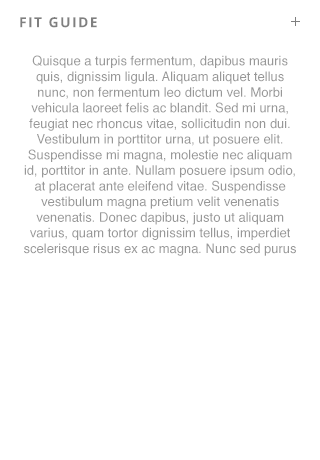 FIT GUIDE +
Quisque a turpis fermentum, dapibus mauris
quis, dignissim ligula. Aliquam aliquet tellus
nunc, non fermentum leo dictum vel. Morbi
vehicula laoreet felis ac blandit. Sed mi urna,
feugiat nec rhoncus vitae, sollicitudin non dui.
Vestibulum in porttitor urna, ut posuere elit.
Suspendisse mi magna, molestie nec aliquam
id, porttitor in ante. Nullam posuere ipsum odio,
at placerat ante eleifend vitae. Suspendisse
vestibulum magna pretium velit venenatis
venenatis. Donec dapibus, justo ut aliquam
varius, quam tortor dignissim tellus, imperdiet
scelerisque risus ex ac magna. Nunc sed purus